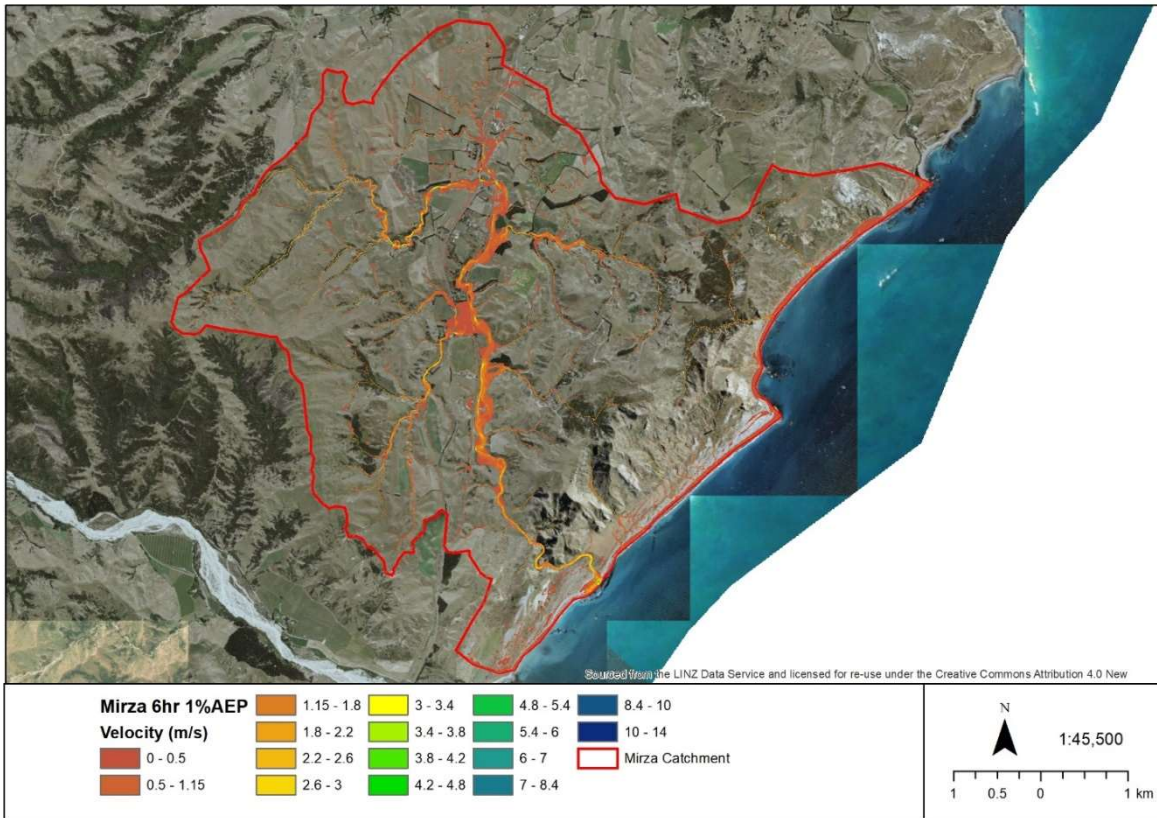 Sourced from the LINZ Data Service and licensed for re-use under the Creative Commons Attribution 4.0 New
Mirza 6hr 1%AEP
Velocity (m/s)
0 - 0.5
0.5 - 1.15
1.15 - 1.8
1.8 - 2.2
2.2 - 2.6
2.6 - 3
3 - 3.4
3.4 - 3.8
3.8 - 4.2
4.2 - 4.8
4.8 - 5.4
5.4 - 6
6 - 7
7 - 8.4
8.4 - 10
10 - 14
Mirza Catchment
N
1:45,500
1 0.5 0 1 km